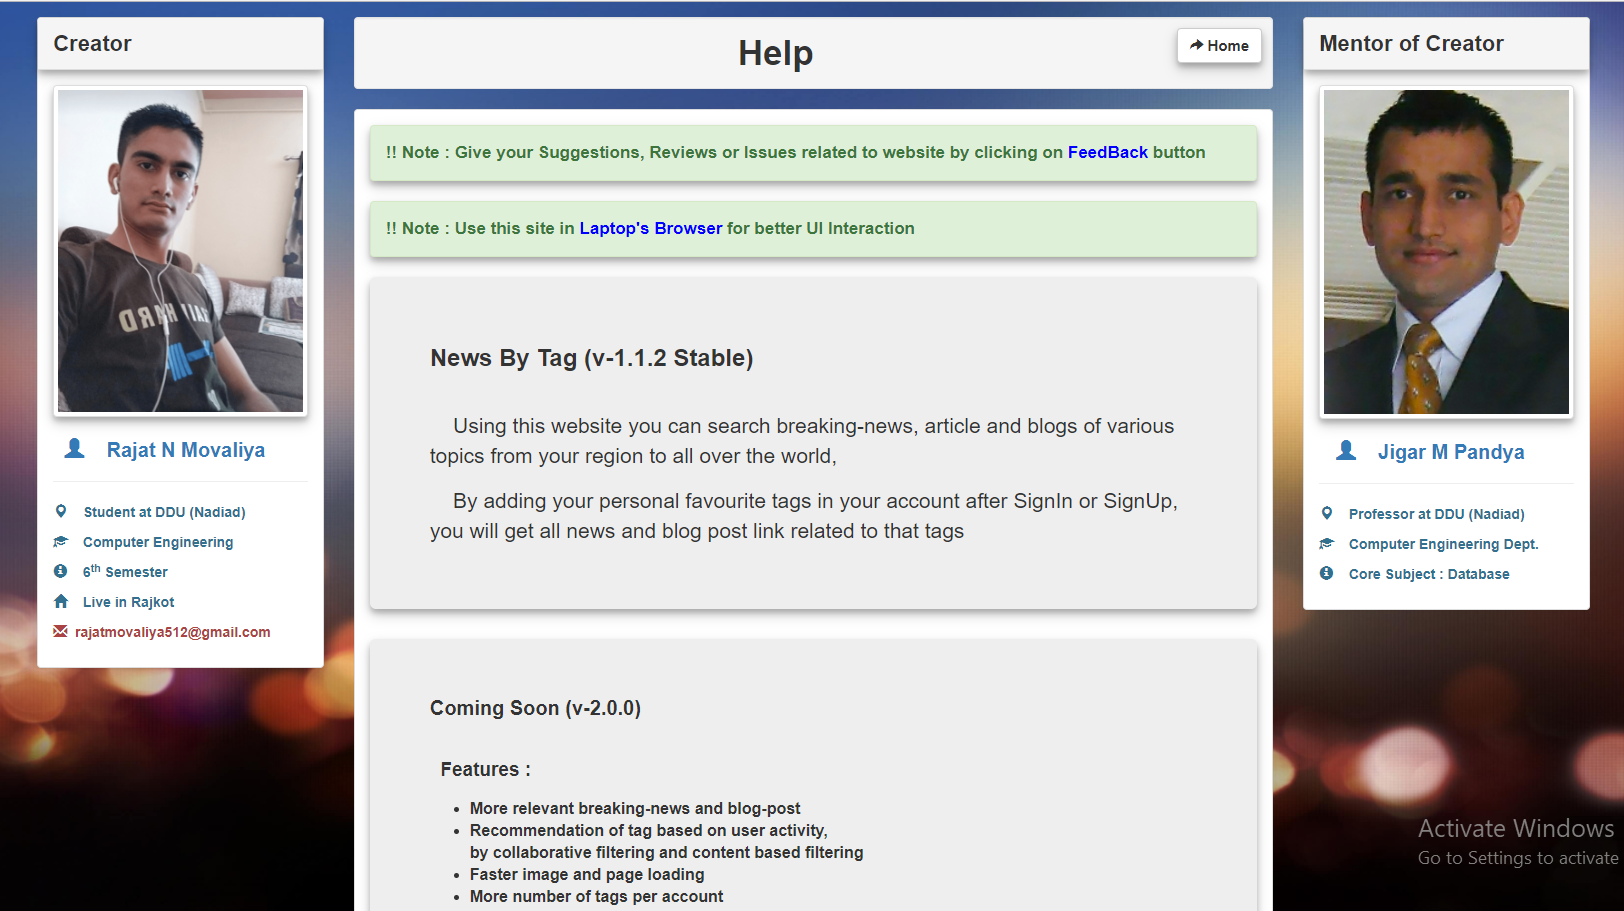 Creator
Rajat N Movaliya
Student at DDU (Nadiad)
Computer Engineering
6th Semester
Live in Rajkot
rajatmovaliya512@gmail.com
Help
Home
!! Note : Give your Suggestions, Reviews or Issues related to website by clicking on FeedBack button
!! Note : Use this site in Laptop's Browser for better UI Interaction
News By Tag (v-1.1.2 Stable)
Using this website you can search breaking-news, article and blogs of various
topics from your region to all over the world,
By adding your personal favourite tags in your account after SignIn or SignUp,
you will get all news and blog post link related to that tags
Coming Soon (v-2.0.0)
Features :
• More relevant breaking-news and blog-post
• Recommendation of tag based on user activity,
by collaborative filtering and content based filtering
• Faster image and page loading
• More number of tags per account
Mentor of Creator
Jigar M Pandya
Professor at DDU (Nadiad)
Computer Engineering Dept.
Core Subject : Database
Activate Windows
Go to Settings to activate